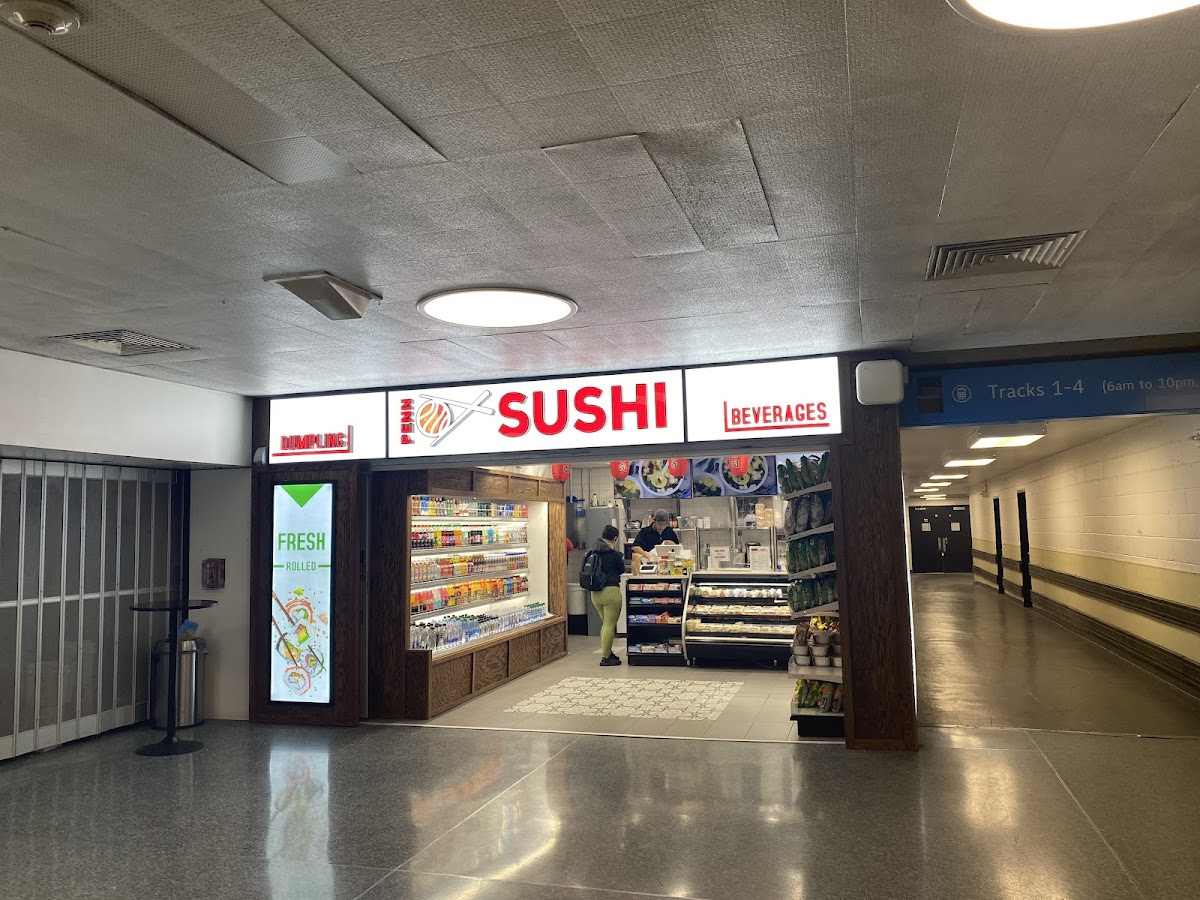 DUMPLING
PENN
SUSHI
BEVERAGES
Tracks 1-4 (6am to 10pm,
FRESH
ROLLED